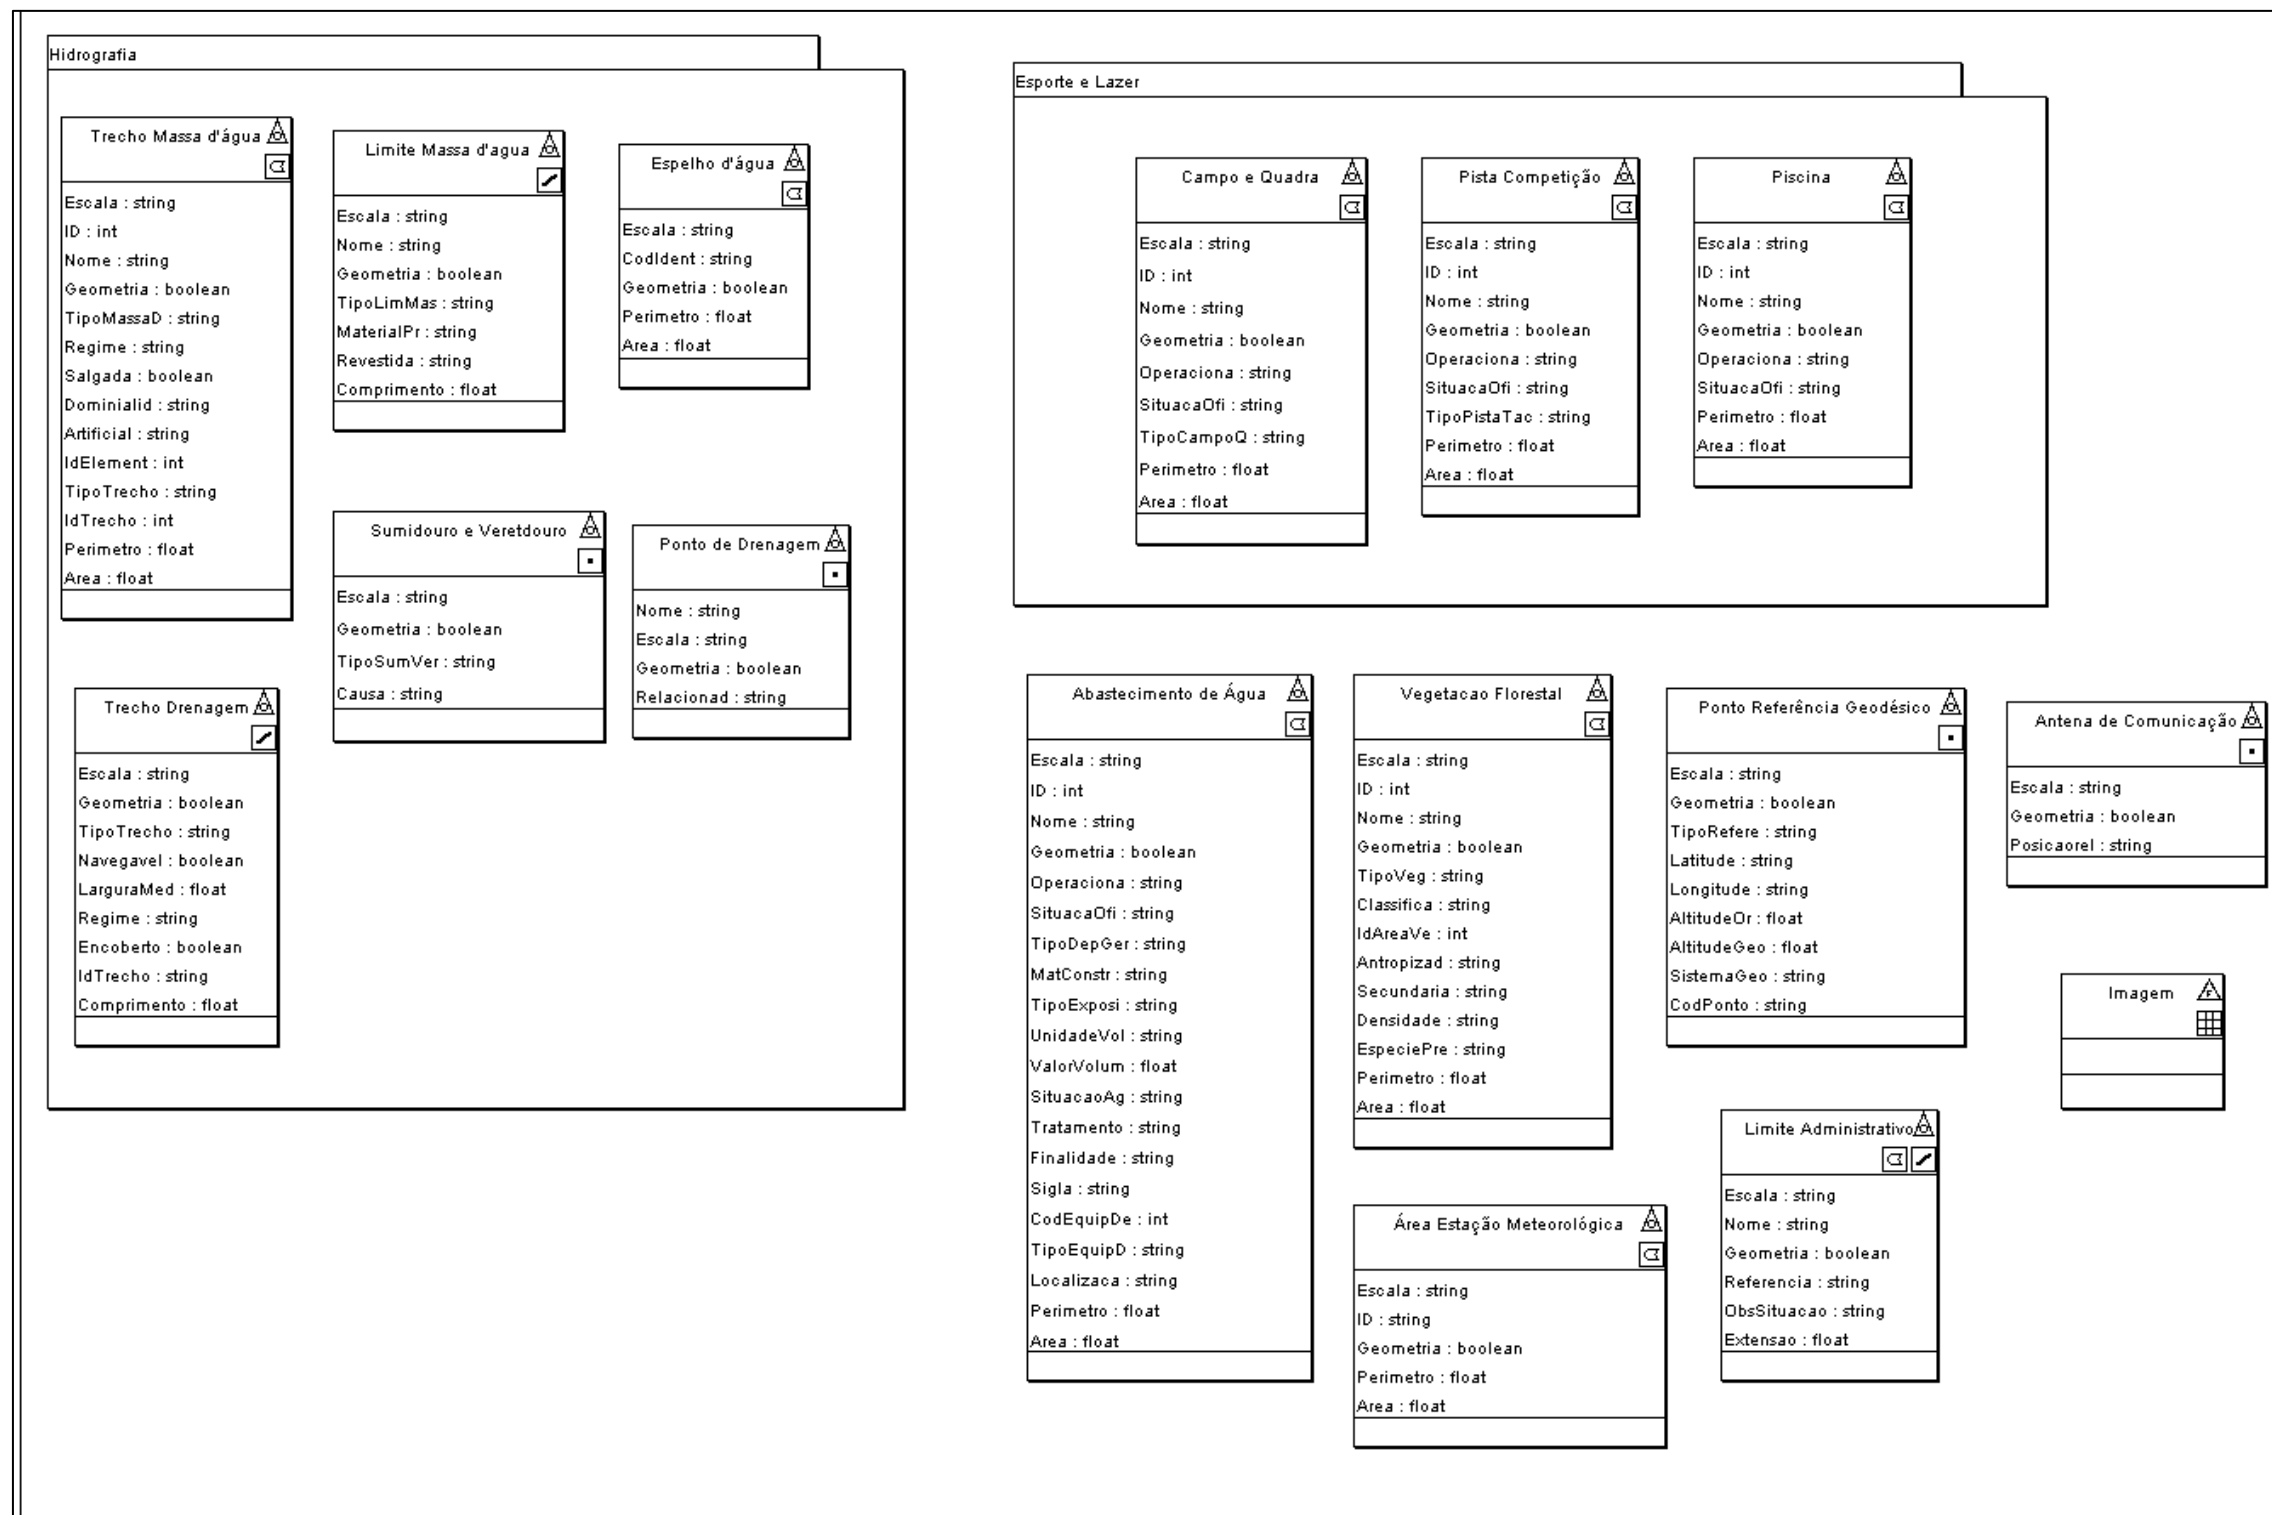 Hidrografia
Trecho Massa d'água
Escala : string
ID : int
Nome : string
Geometria : boolean
TipoMassaD : string
Regime : string
Salgada : boolean
Dominialid : string
Artificial : string
IdElement : int
TipoTrecho : string
IdTrecho : int
Perimetro : float
Area : float
Limite Massa d'agua
Escala : string
Nome : string
Geometria : boolean
TipoLimMas : string
MaterialPr : string
Revestida : string
Comprimento : float
Espelho d'água
Escala : string
CodIdent : string
Geometria : boolean
Perimetro : float
Area : float
Sumidouro e Veretdouro
Escala : string
Geometria : boolean
TipoSumVer : string
Causa : string
Ponto de Drenagem
Nome : string
Escala : string
Geometria : boolean
Relacionad : string
Trecho Drenagem
Escala : string
Geometria : boolean
TipoTrecho : string
Navegavel : boolean
LarguraMed : float
Regime : string
Encoberto : boolean
IdTrecho : string
Comprimento : float
Esporte e Lazer
Campo e Quadra
Escala : string
ID : int
Nome : string
Geometria : boolean
Operaciona : string
SituacaOfi : string
TipoCampoQ : string
Perimetro : float
Area : float
Pista Competição
Escala : string
ID : int
Nome : string
Geometria : boolean
Operaciona : string
SituacaOfi : string
TipoPistaTac : string
Perimetro : float
Area : float
Piscina
Escala : string
ID : int
Nome : string
Geometria : boolean
Operaciona : string
SituacaOfi : string
Perimetro : float
Area : float
Abastecimento de Água
Escala : string
ID : int
Nome : string
Geometria : boolean
Operaciona : string
SituacaOfi : string
TipoDepGer : string
MatConstr : string
TipoExposi : string
UnidadeVol : string
ValorVolum : float
SituacaoAg : string
Tratamento : string
Finalidade : string
Sigla : string
CodEquipDe : int
TipoEquipD : string
Localizaca : string
Perimetro : float
Area : float
Vegetacao Florestal
Escala : string
ID : int
Nome : string
Geometria : boolean
TipoVeg : string
Classifica : string
IdAreaVe : int
Antropizad : string
Secundaria : string
Densidade : string
EspeciePre : string
Perimetro : float
Area : float
Ponto Referência Geodésico
Escala : string
Geometria : boolean
TipoRefere : string
Latitude : string
Longitude : string
AltitudeOr : float
AltitudeGeo : float
SistemaGeo : string
CodPonto : string
Antena de Comunicação
Escala : string
Geometria : boolean
Posicaorel : string
Imagem
F
Limite Administrativo
Escala : string
Nome : string
Geometria : boolean
Referencia : string
ObsSituacao : string
Extensao : float
Área Estação Meteorológica
Escala : string
ID : string
Geometria : boolean
Perimetro : float
Area : float